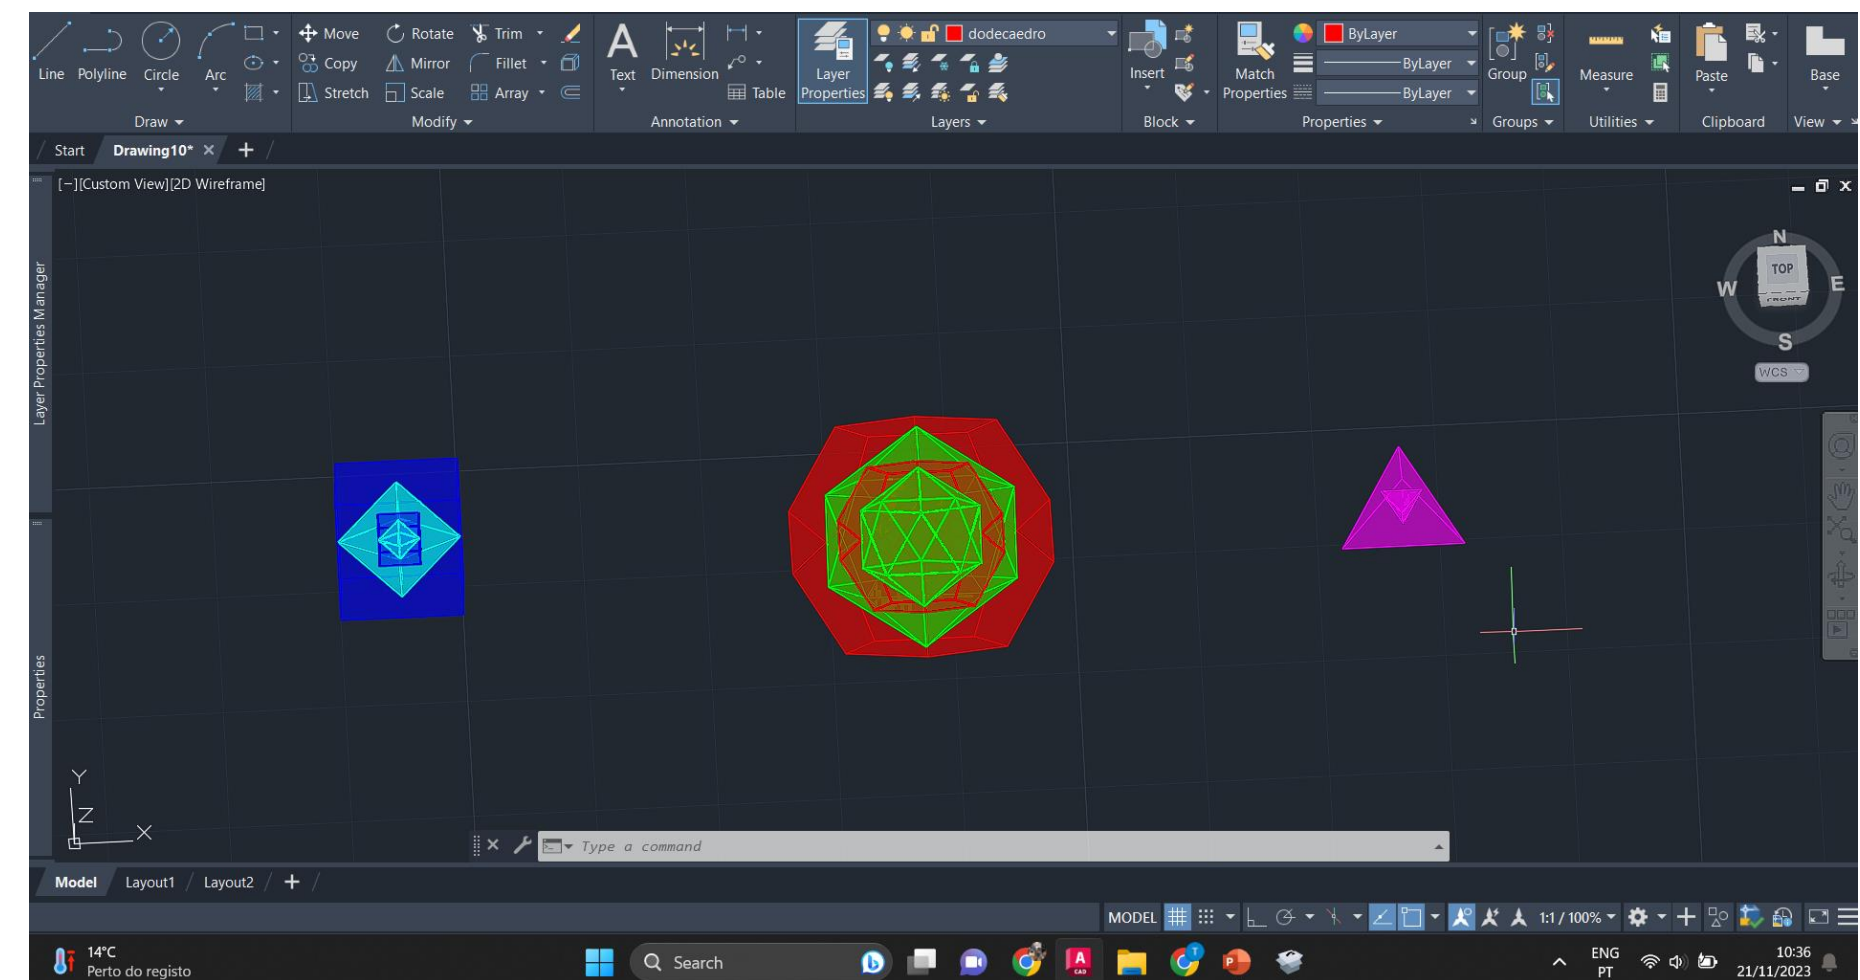 Move Rotate Trim dodecaedro ByLayer
Copy Mirror Fillet ByLayer
Line Polyline Circle Arc Text Dimension Layer Insert Match Group Measure Paste Base
Stretch Scale Array Table Properties Properties ByLayer
Draw Modify Annotation Layers Block Properties Groups Utilities Clipboard View
Start Drawing10* +
[−][Custom View][2D Wireframe]
N
TOP
W E
FRONT
S
WCS
Layer Properties Manager
Properties
Y
Z
X
Type a command
Model Layout1 Layout2 +
MODEL 1:1 / 100%
14°C
Perto do registo
Search
A
CAD
T
P
ENG
PT
10:36
21/11/2023